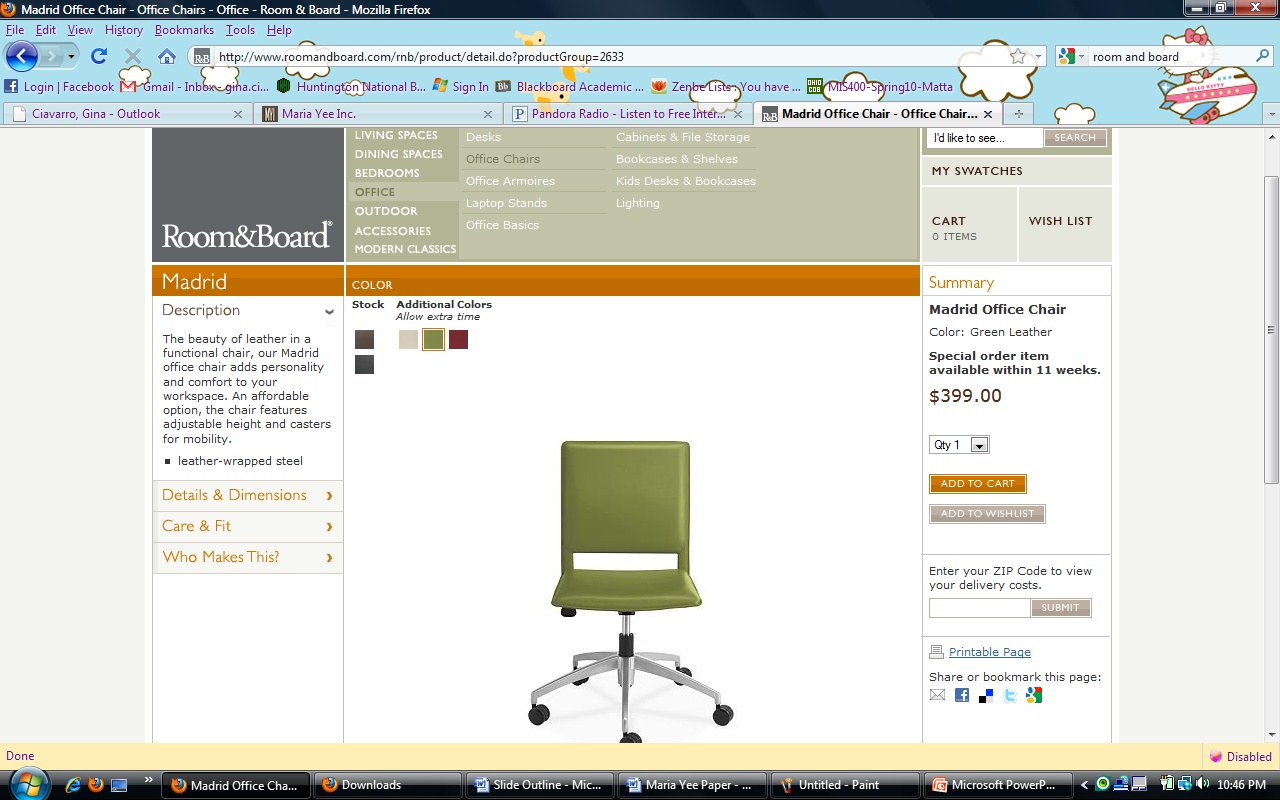 Madrid Office Chair - Office Chairs - Office - Room & Board - Mozilla Firefox
File Edit View History Bookmarks Tools Help
R&B http://www.roomandboard.com/rnb/product/detail.do?productGroup=2633
room and board
Login | Facebook Gmail - Inbox - gina.ci... Huntington National B... Sign In Bb Blackboard Academic ... Zenbe Lists : You have ... OHIO COB MIS400-Spring10-Matta
HELLO KITTY
Ciavarro, Gina - Outlook
Maria Yee Inc.
Pandora Radio - Listen to Free Inter...
Madrid Office Chair - Office Chair...
LIVING SPACES
DINING SPACES
BEDROOMS
OFFICE
OUTDOOR
ACCESSORIES
MODERN CLASSICS
Desks
Office Chairs
Office Armoires
Laptop Stands
Office Basics
Cabinets & File Storage
Bookcases & Shelves
Kids Desks & Bookcases
Lighting
I'd like to see... SEARCH
MY SWATCHES
CART
0 ITEMS
WISH LIST
Room&Board®
Madrid
Description
The beauty of leather in a
functional chair, our Madrid
office chair adds personality
and comfort to your
workspace. An affordable
option, the chair features
adjustable height and casters
for mobility.
leather-wrapped steel
Details & Dimensions ›
Care & Fit ›
Who Makes This? ›
COLOR
Stock
Additional Colors
Allow extra time
Summary
Madrid Office Chair
Color: Green Leather
Special order item
available within 11 weeks.
$399.00
Qty 1
ADD TO CART
ADD TO WISHLIST
Enter your ZIP Code to view
your delivery costs.
SUBMIT
Printable Page
Share or bookmark this page:
Done
Disabled
» Madrid Office Cha... Downloads Slide Outline - Mic... Maria Yee Paper - ... Untitled - Paint Microsoft PowerP... < 10:46 PM